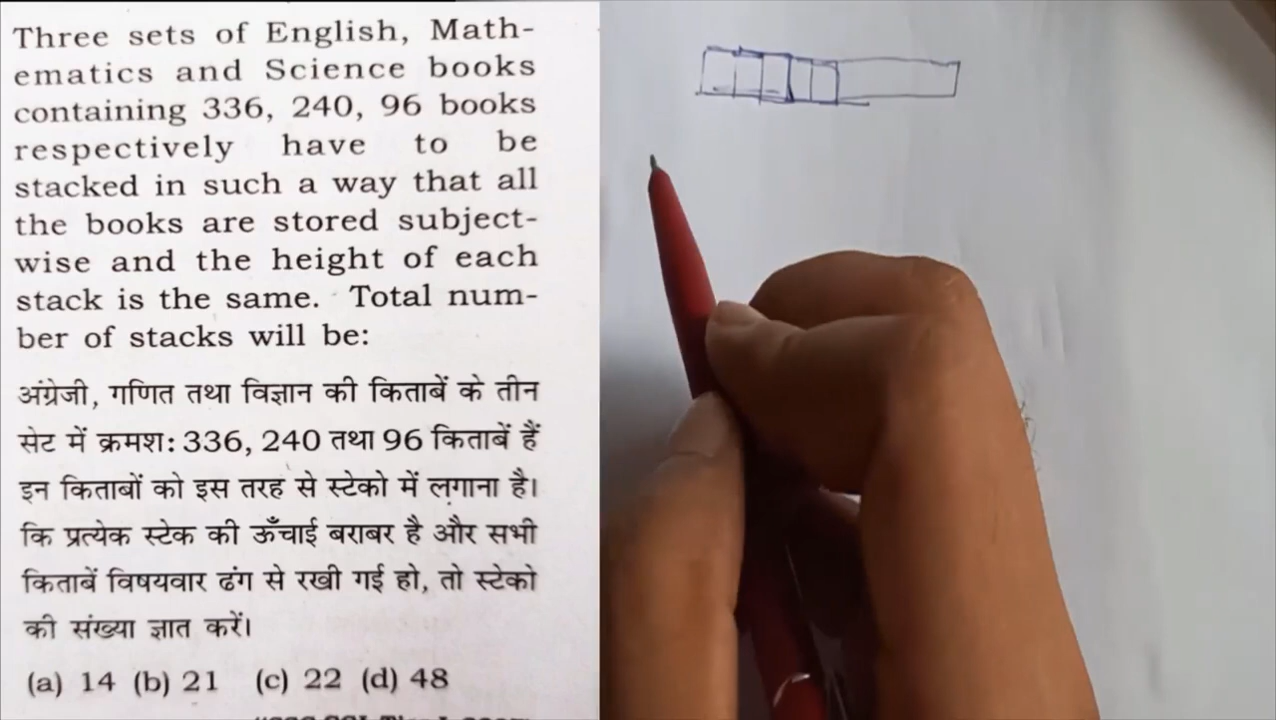 Three sets of English, Math-
ematics and Science books
containing 336, 240, 96 books
respectively have to be
stacked in such a way that all
the books are stored subject-
wise and the height of each
stack is the same. Total num-
ber of stacks will be:
अंग्रेजी, गणित तथा विज्ञान की किताबें के तीन
सेट में क्रमश: 336, 240 तथा 96 किताबें हैं
इन किताबों को इस तरह से स्टेको में लगाना है।
कि प्रत्येक स्टेक की ऊँचाई बराबर है और सभी
किताबें विषयवार ढंग से रखी गई हो, तो स्टेको
की संख्या ज्ञात करें।
(a) 14 (b) 21 (c) 22 (d) 48